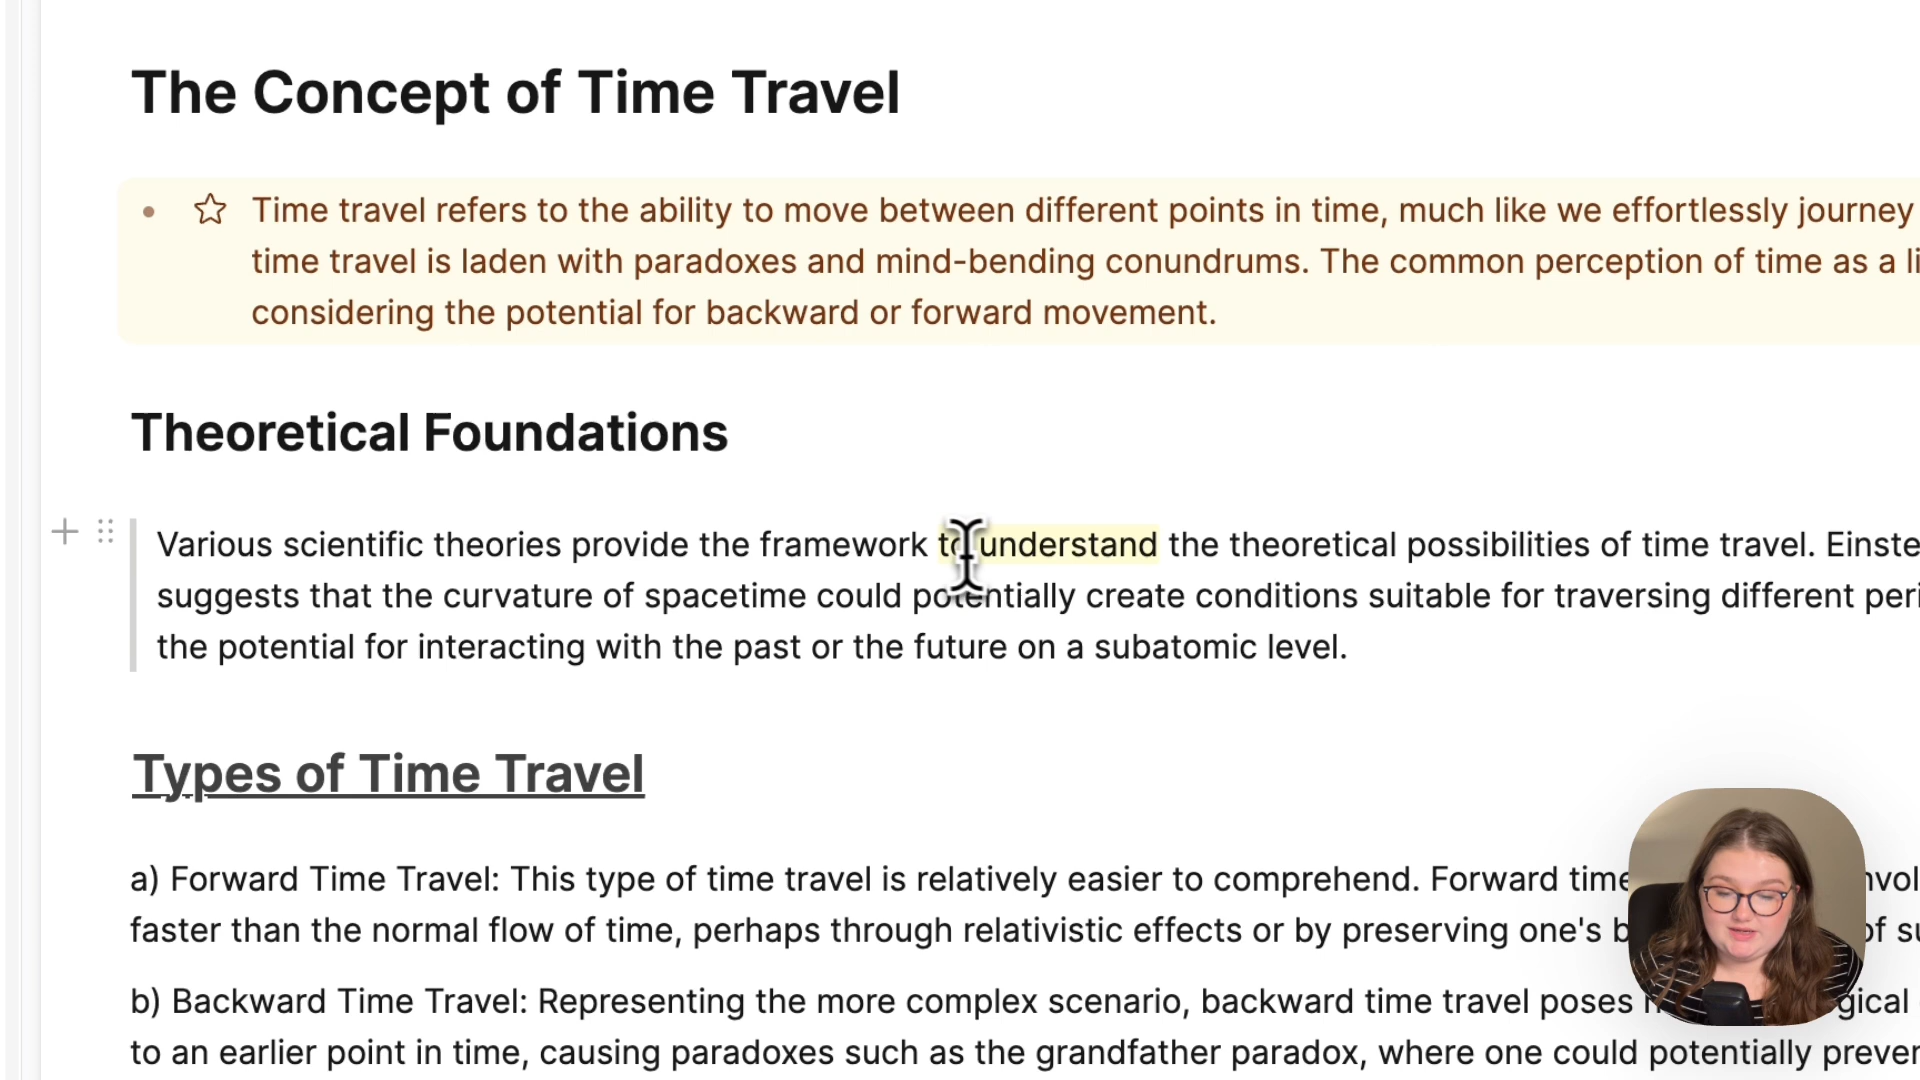 The Concept of Time Travel
Time travel refers to the ability to move between different points in time, much like we effortlessly journey
time travel is laden with paradoxes and mind-bending conundrums. The common perception of time as a
considering the potential for backward or forward movement.
Theoretical Foundations
Various scientific theories provide the framework to understand the theoretical possibilities of time travel.
suggests that the curvature of spacetime could potentially create conditions suitable for traversing different
the potential for interacting with the past or the future on a subatomic level.
Types of Time Travel
a) Forward Time Travel: This type of time travel is relatively easier to comprehend. Forward time
faster than the normal flow of time, perhaps through relativistic effects or by preserving one's of
b) Backward Time Travel: Representing the more complex scenario, backward time travel poses
to an earlier point in time, causing paradoxes such as the grandfather paradox, where one could potentially